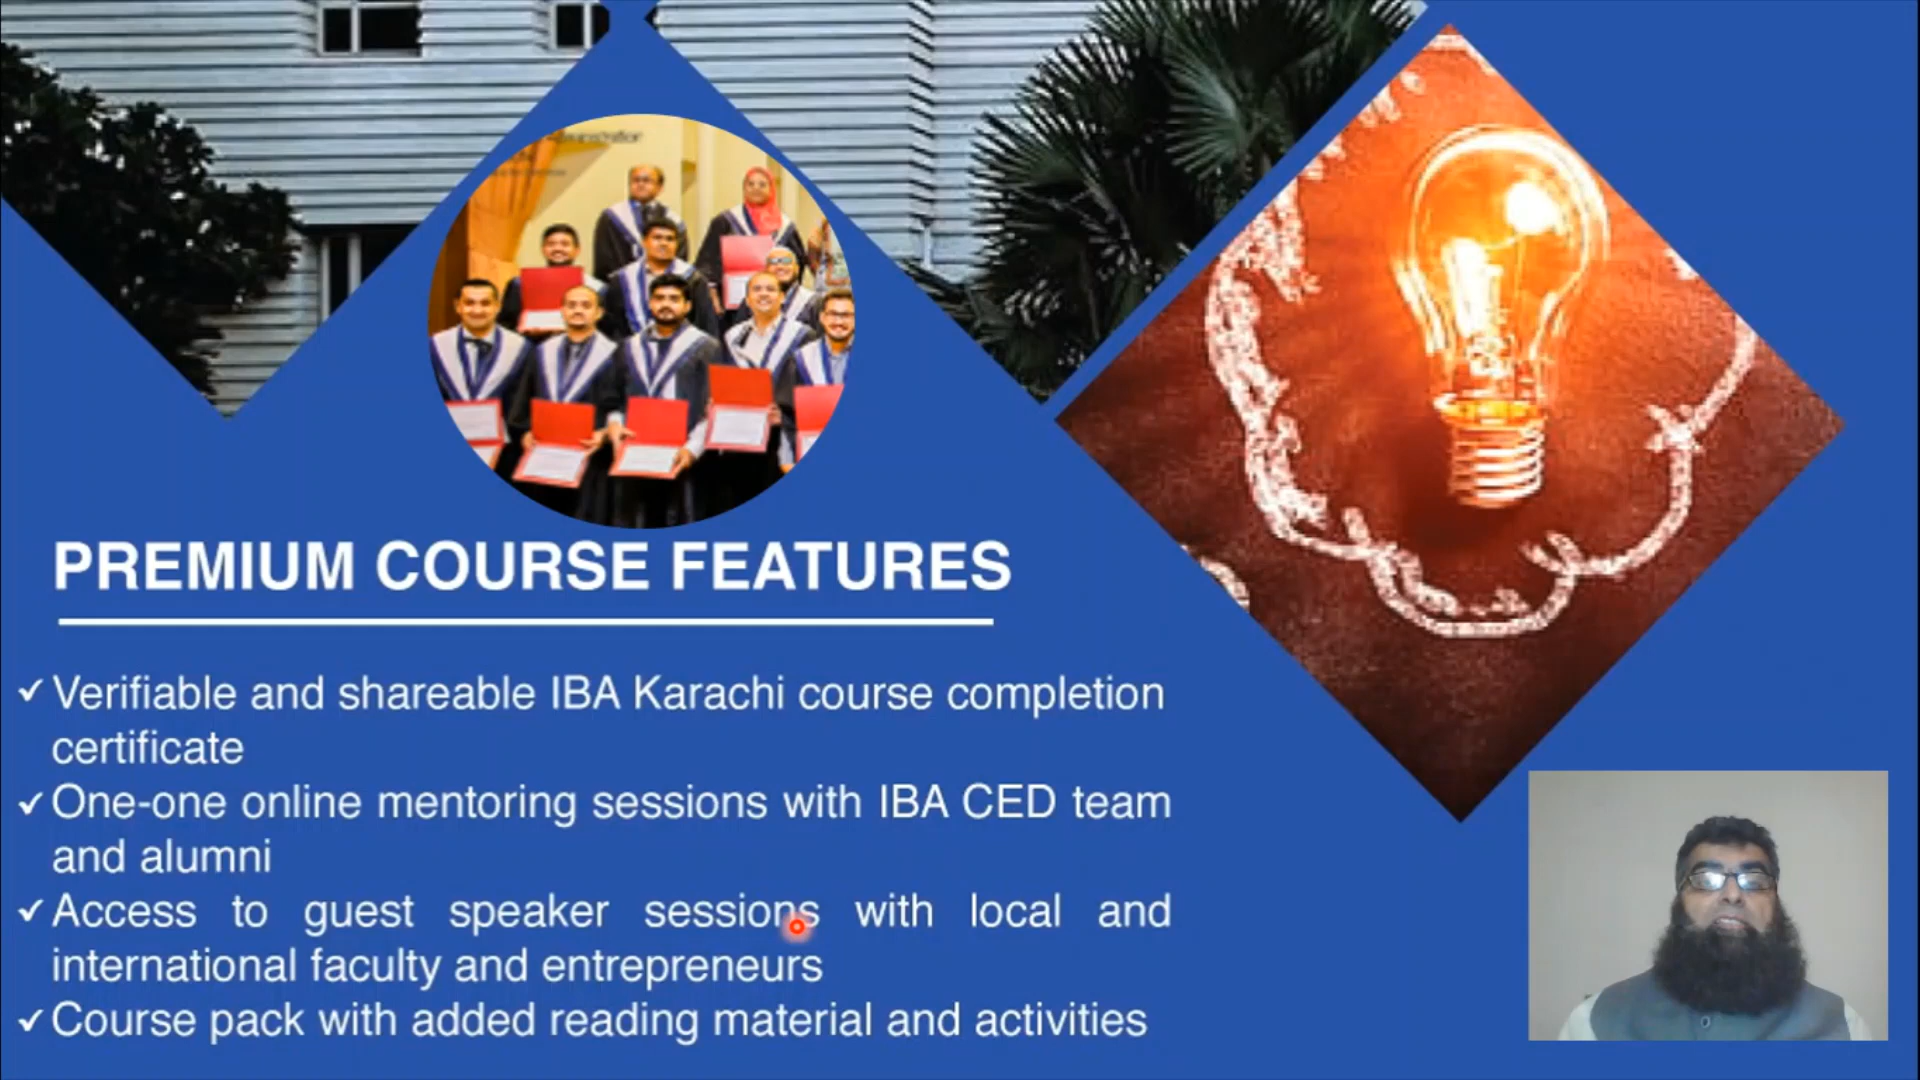 PREMIUM COURSE FEATURES
✓Verifiable and shareable IBA Karachi course completion
certificate
✓One-one online mentoring sessions with IBA CED team
and alumni
✓Access to guest speaker sessions with local and
international faculty and entrepreneurs
✓Course pack with added reading material and activities